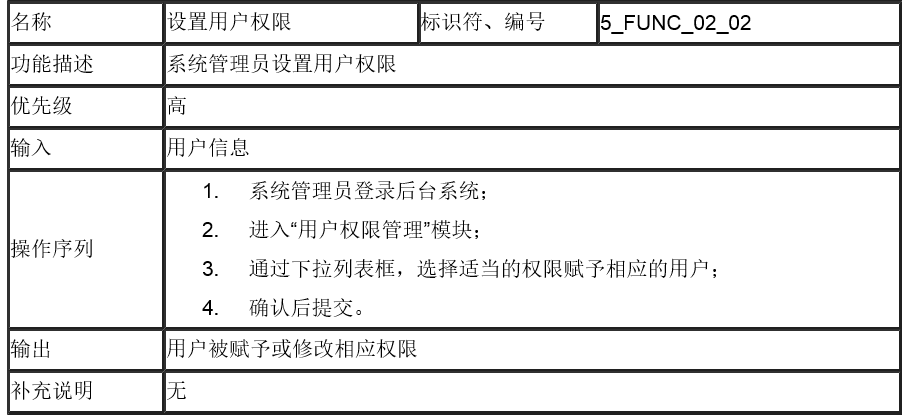 名称 设置用户权限 标识符、编号 5_FUNC_02_02
功能描述 系统管理员设置用户权限
优先级 高
输入 用户信息
操作序列
1. 系统管理员登录后台系统；
2. 进入“用户权限管理”模块；
3. 通过下拉列表框，选择适当的权限赋予相应的用户；
4. 确认后提交。
输出 用户被赋予或修改相应权限
补充说明 无